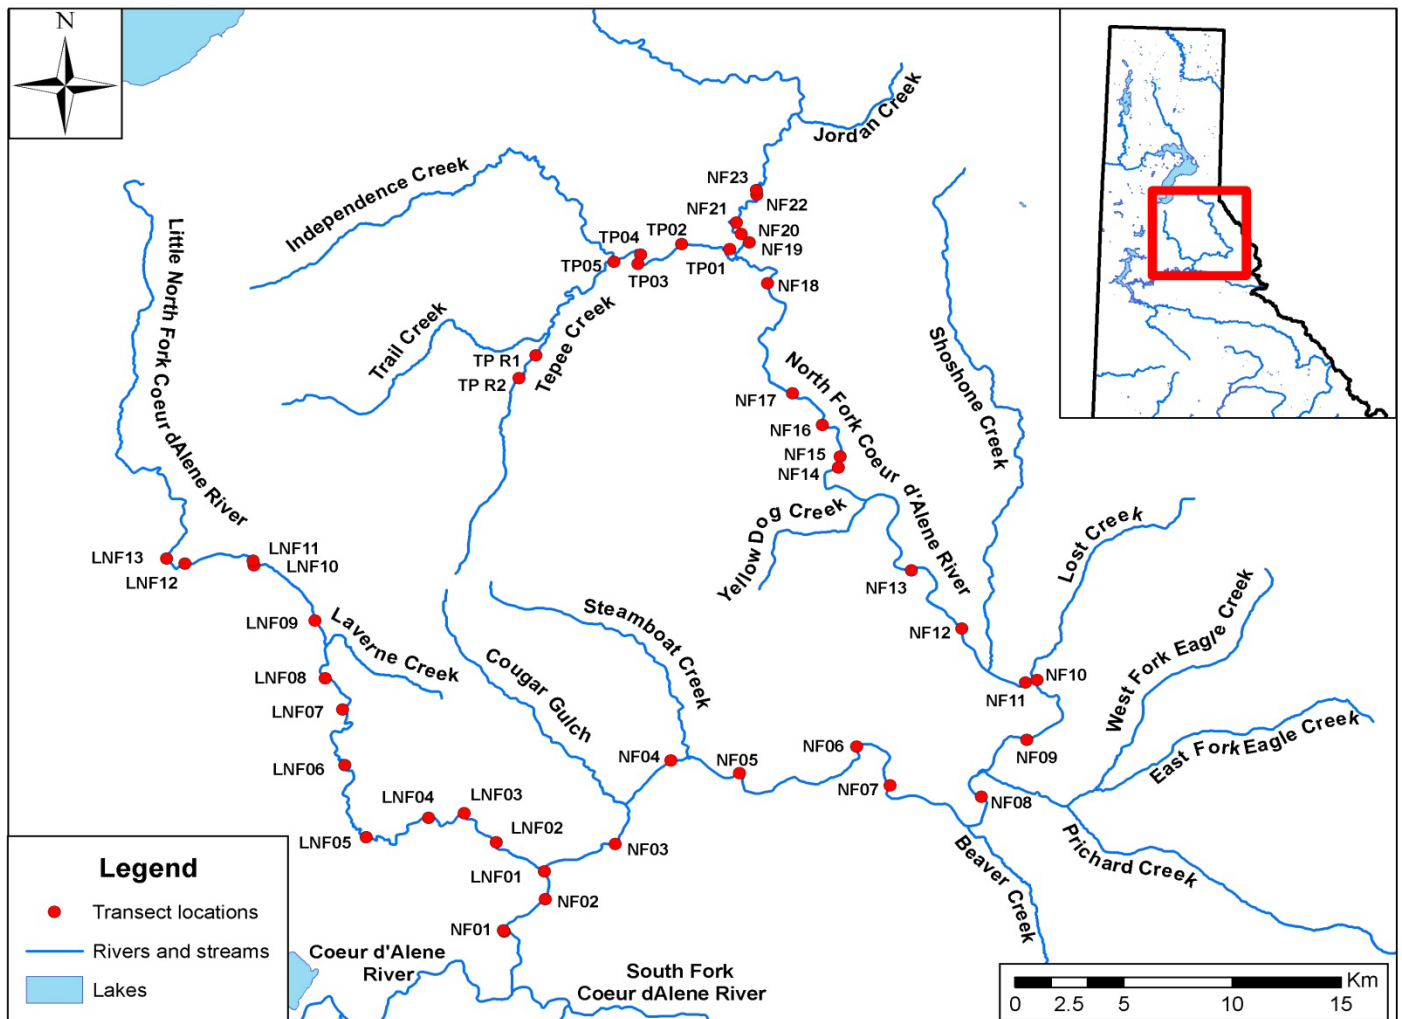 N
Jordan Creek
Independence Creek
NF23
NF22
NF21
NF20
NF19
TP02
TP04
TP05
TP03
TP01
NF18
Little North Fork Coeur dAlene River
Trail Creek
Tepee Creek
TP R1
TP R2
Shoshone Creek
North Fork Coeur d'Alene River
NF17
NF16
NF15
NF14
Yellow Dog Creek
Lost Creek
LNF13
LNF12
LNF11
LNF10
NF13
West Fork Eagle Creek
LNF09
Laverne Creek
Steamboat Creek
NF12
Cougar Gulch
LNF08
NF10
NF11
LNF07
East Fork Eagle Creek
NF06
NF09
NF04
NF05
LNF06
NF07
NF08
LNF04
LNF03
LNF02
LNF05
NF03
Prichard Creek
Beaver Creek
LNF01
NF02
NF01
Legend
Transect locations
Rivers and streams
Lakes
Coeur d'Alene
River
South Fork
Coeur dAlene River
Km
0 2.5 5 10 15